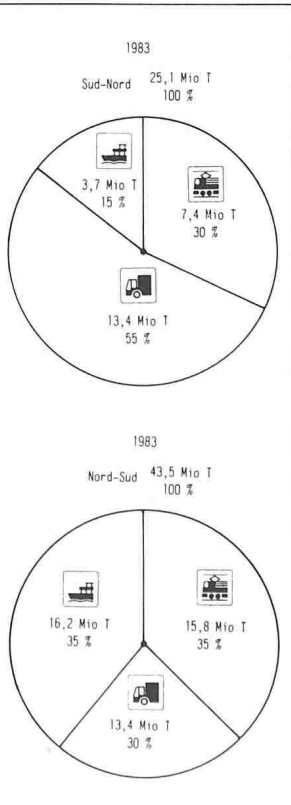 1983
Sud-Nord 25,1 Mio T
100 %
3,7 Mio T
15 %
7,4 Mio T
30 %
13,4 Mio T
55 %
1983
Nord-Sud 43,5 Mio T
100 %
16,2 Mio T
35 %
15,8 Mio T
35 %
13,4 Mio T
30 %